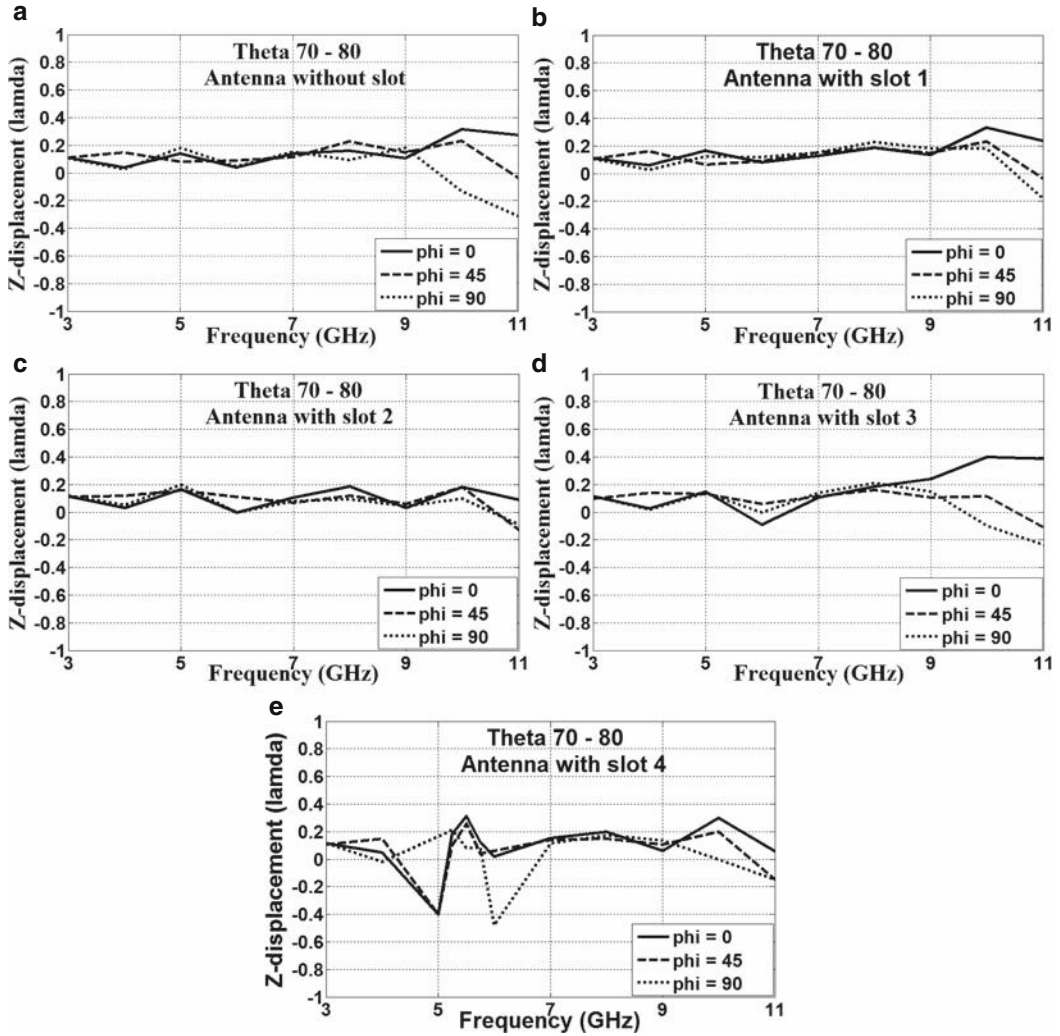 a
Theta 70 - 80
Antenna without slot
Z-displacement (lamda)
1
0.8
0.6
0.4
0.2
0
-0.2
-0.4
-0.6
-0.8
-1
phi = 0
phi = 45
phi = 90
3
5
7
9
11
Frequency (GHz)
b
Theta 70 - 80
Antenna with slot 1
Z-displacement (lamda)
1
0.8
0.6
0.4
0.2
0
-0.2
-0.4
-0.6
-0.8
-1
phi = 0
phi = 45
phi = 90
3
5
7
9
11
Frequency (GHz)
c
Theta 70 - 80
Antenna with slot 2
Z-displacement (lamda)
1
0.8
0.6
0.4
0.2
0
-0.2
-0.4
-0.6
-0.8
-1
phi = 0
phi = 45
phi = 90
3
5
7
9
11
Frequency (GHz)
d
Theta 70 - 80
Antenna with slot 3
Z-displacement (lamda)
1
0.8
0.6
0.4
0.2
0
-0.2
-0.4
-0.6
-0.8
-1
phi = 0
phi = 45
phi = 90
3
5
7
9
11
Frequency (GHz)
e
Theta 70 - 80
Antenna with slot 4
Z-displacement (lamda)
1
0.8
0.6
0.4
0.2
0
-0.2
-0.4
-0.6
-0.8
-1
phi = 0
phi = 45
phi = 90
3
5
7
9
11
Frequency (GHz)